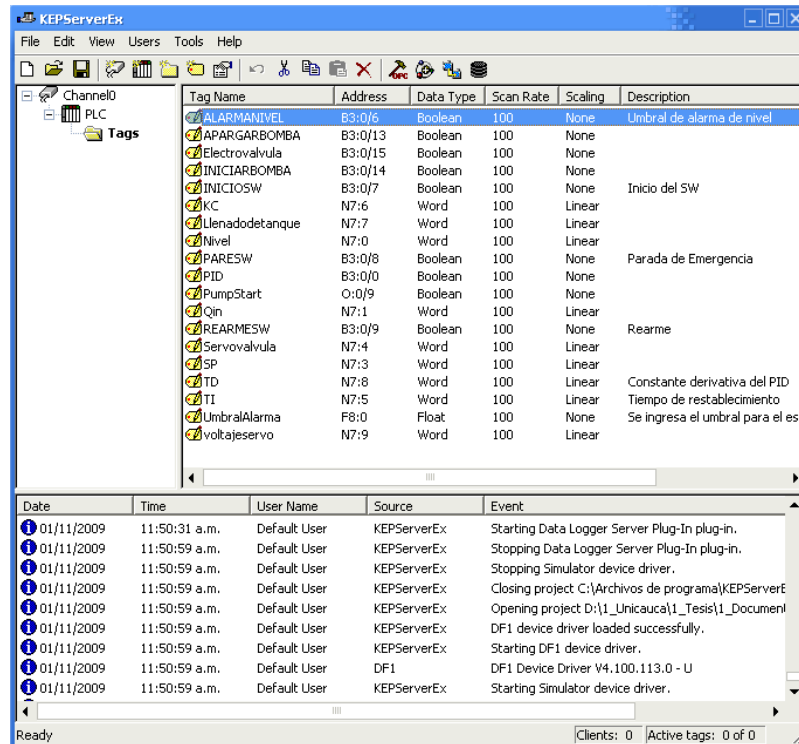 KEPServerEx
File Edit View Users Tools Help
Channel0
PLC
Tags
Tag Name Address Data Type Scan Rate Scaling Description
ALARMANIVEL B3:0/6 Boolean 100 None Umbral de alarma de nivel
APARGARBOMBA B3:0/13 Boolean 100 None
Electrovalvula B3:0/15 Boolean 100 None
INICIARBOMBA B3:0/14 Boolean 100 None
INICIOSW B3:0/7 Boolean 100 None Inicio del SW
KC N7:6 Word 100 Linear
Llenadodetanque N7:7 Word 100 Linear
Nivel N7:0 Word 100 Linear
PARESW B3:0/8 Boolean 100 None Parada de Emergencia
PID B3:0/0 Boolean 100 None
PumpStart O:0/9 Boolean 100 None
Qin N7:1 Word 100 Linear
REARMESW B3:0/9 Boolean 100 None Rearme
Servovalvula N7:4 Word 100 Linear
SP N7:3 Word 100 Linear
TD N7:8 Word 100 Linear Constante derivativa del PID
TI N7:5 Word 100 Linear Tiempo de restablecimiento
UmbralAlarma F8:0 Float 100 None Se ingresa el umbral para el es
voltajeservo N7:9 Word 100 Linear
Date Time User Name Source Event
01/11/2009 11:50:31 a.m. Default User KEPServerEx Starting Data Logger Server Plug-In plug-in.
01/11/2009 11:50:59 a.m. Default User KEPServerEx Stopping Data Logger Server Plug-In plug-in.
01/11/2009 11:50:59 a.m. Default User KEPServerEx Stopping Simulator device driver.
01/11/2009 11:50:59 a.m. Default User KEPServerEx Closing project C:\Archivos de programa\KEPServerE
01/11/2009 11:50:59 a.m. Default User KEPServerEx Opening project D:\1_Unicauca\1_Tesis\1_Document
01/11/2009 11:50:59 a.m. Default User KEPServerEx DF1 device driver loaded successfully.
01/11/2009 11:50:59 a.m. Default User KEPServerEx Starting DF1 device driver.
01/11/2009 11:50:59 a.m. Default User DF1 DF1 Device Driver V4.100.113.0 - U
01/11/2009 11:50:59 a.m. Default User KEPServerEx Starting Simulator device driver.
Ready Clients: 0 Active tags: 0 of 0